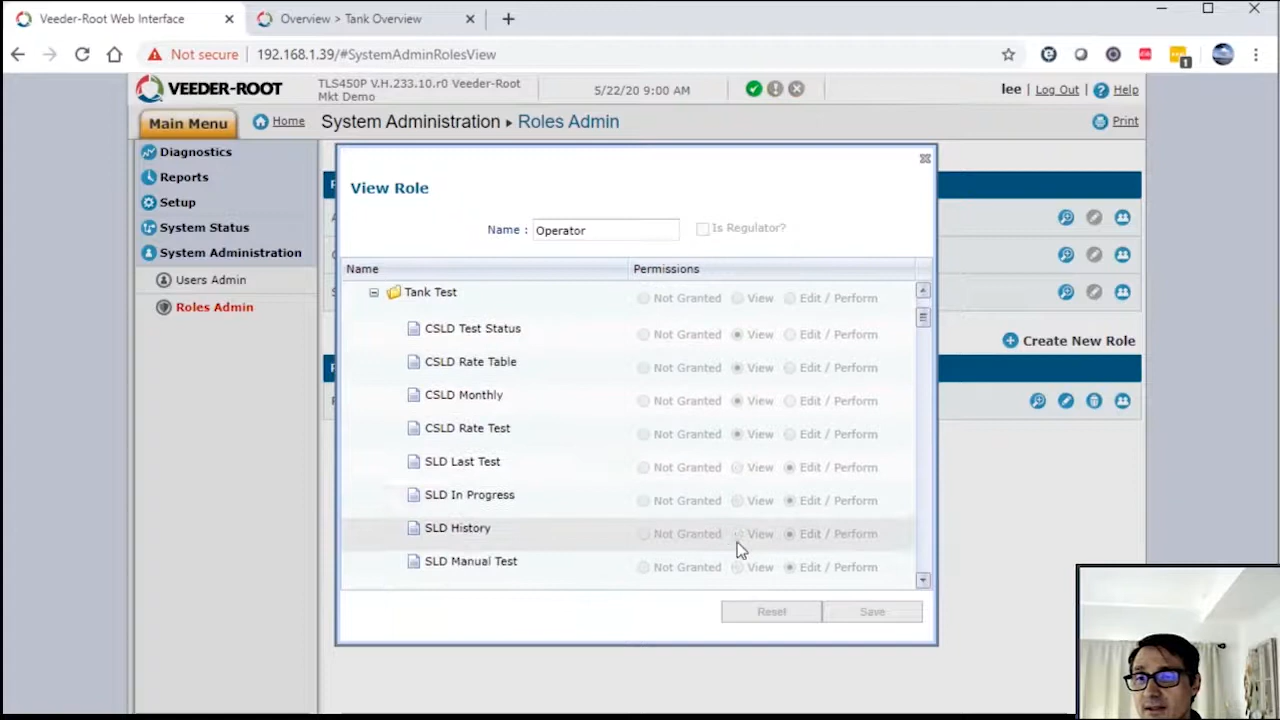 Veeder-Root Web Interface
Overview > Tank Overview
Not secure
192.168.1.39/#SystemAdminRolesView
1
VEEDER-ROOT
TLS450P V.H.233.10.r0 Veeder-Root
Mkt Demo
5/22/20 9:00 AM
lee | Log Out | Help
Main Menu
Home
System Administration ▸ Roles Admin
Print
Diagnostics
Reports
Setup
System Status
System Administration
Users Admin
Roles Admin
View Role
Name : Operator
Is Regulator?
Name Permissions
Tank Test Not Granted View Edit / Perform
CSLD Test Status Not Granted View Edit / Perform
CSLD Rate Table Not Granted View Edit / Perform
CSLD Monthly Not Granted View Edit / Perform
CSLD Rate Test Not Granted View Edit / Perform
SLD Last Test Not Granted View Edit / Perform
SLD In Progress Not Granted View Edit / Perform
SLD History Not Granted View Edit / Perform
SLD Manual Test Not Granted View Edit / Perform
Reset Save
Create New Role